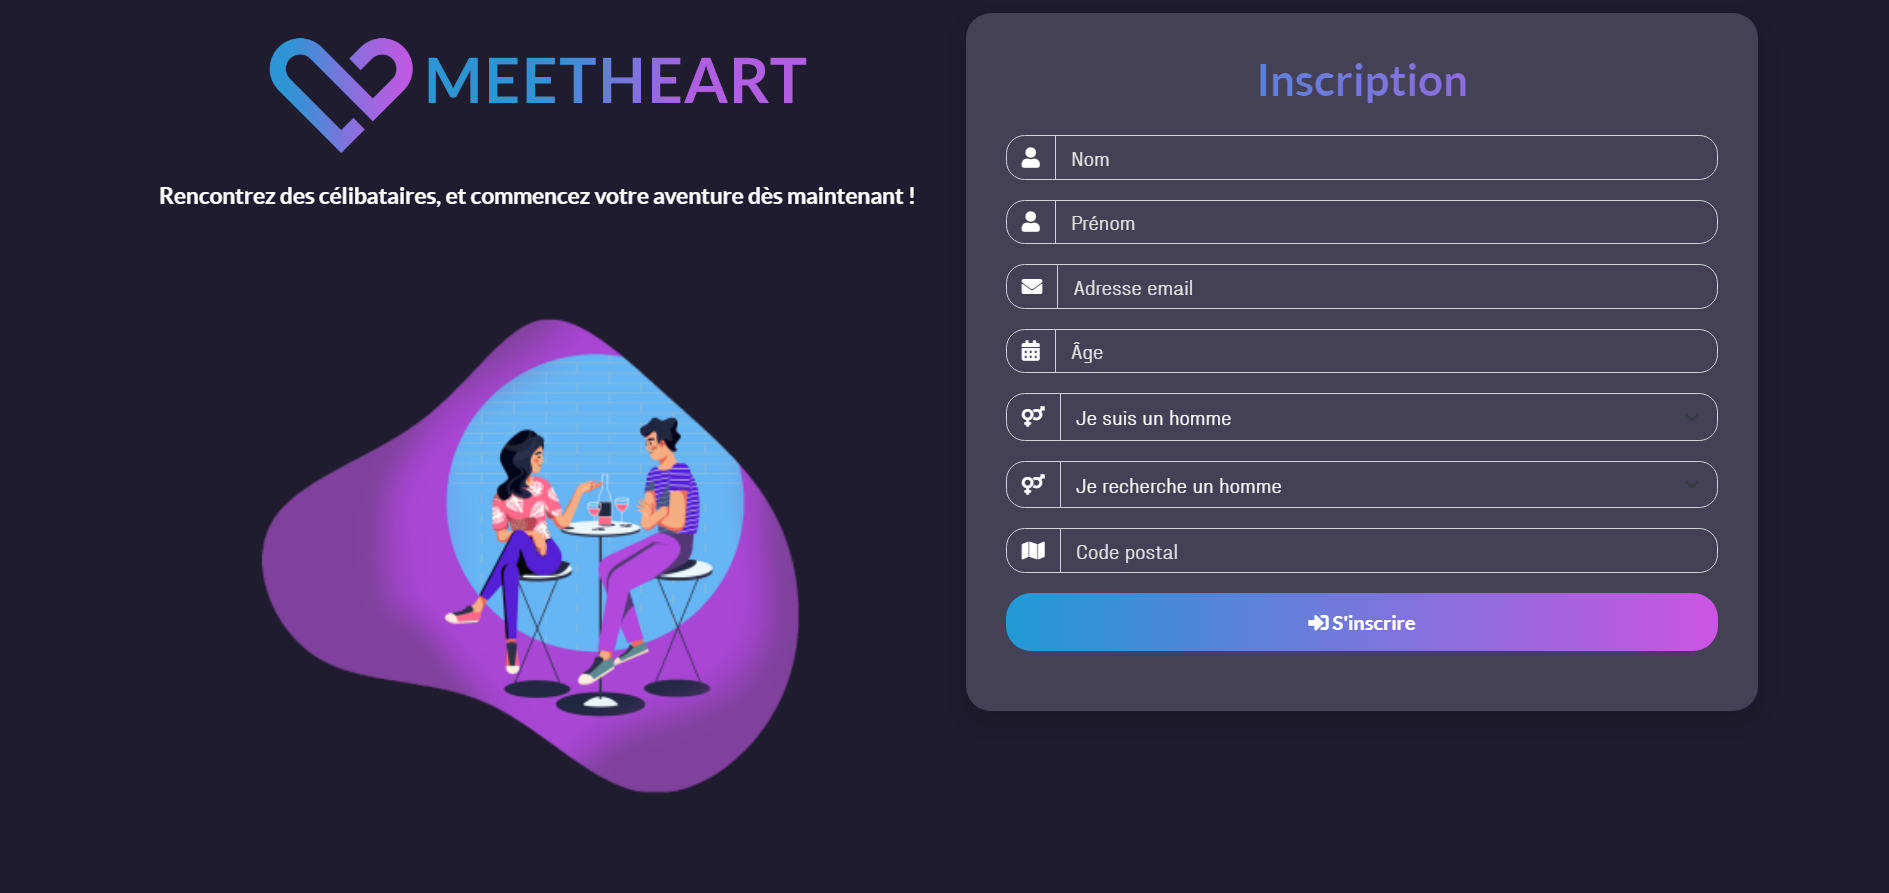 MEETHEART
Rencontrez des célibataires, et commencez votre aventure dès maintenant !
Inscription
Nom
Prénom
Adresse email
Âge
Je suis un homme
Je recherche un homme
Code postal
S'inscrire